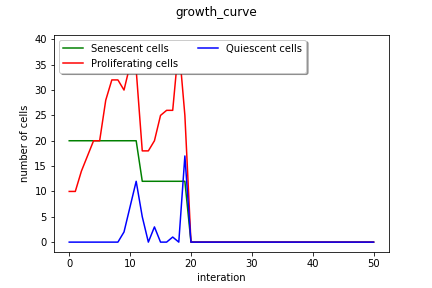 growth_curve
Senescent cells
Proliferating cells
Quiescent cells
number of cells
40
35
30
25
20
15
10
5
0
0 10 20 30 40 50
interation